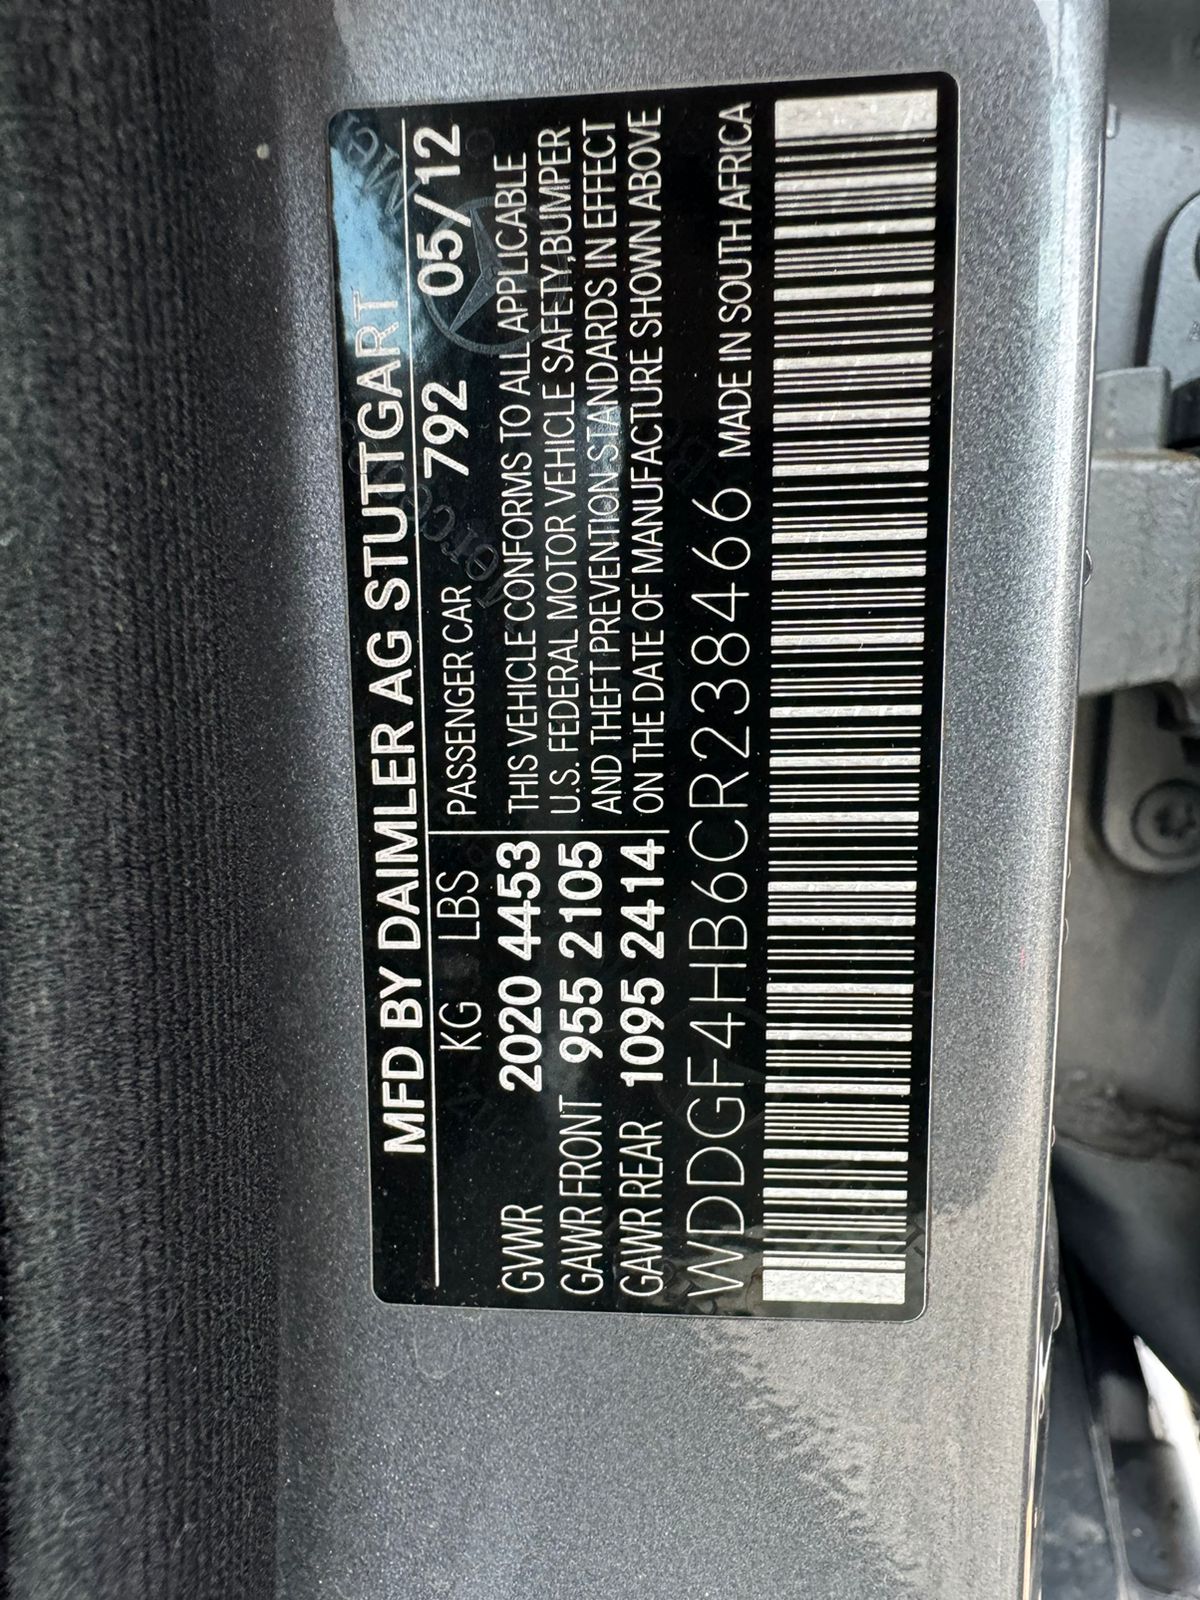 MFD BY DAIMLER AG STUTTGART
KG LBS PASSENGER CAR 792 05/12
GVWR 2020 4453 THIS VEHICLE CONFORMS TO ALL APPLICABLE
GAWR FRONT 955 2105 U.S. FEDERAL MOTOR VEHICLE SAFETY,BUMPER
GAWR REAR 1095 2414 AND THEFT PREVENTION STANDARDS IN EFFECT
ON THE DATE OF MANUFACTURE SHOWN ABOVE
WDDGF4HB6CR238466 MADE IN SOUTH AFRICA